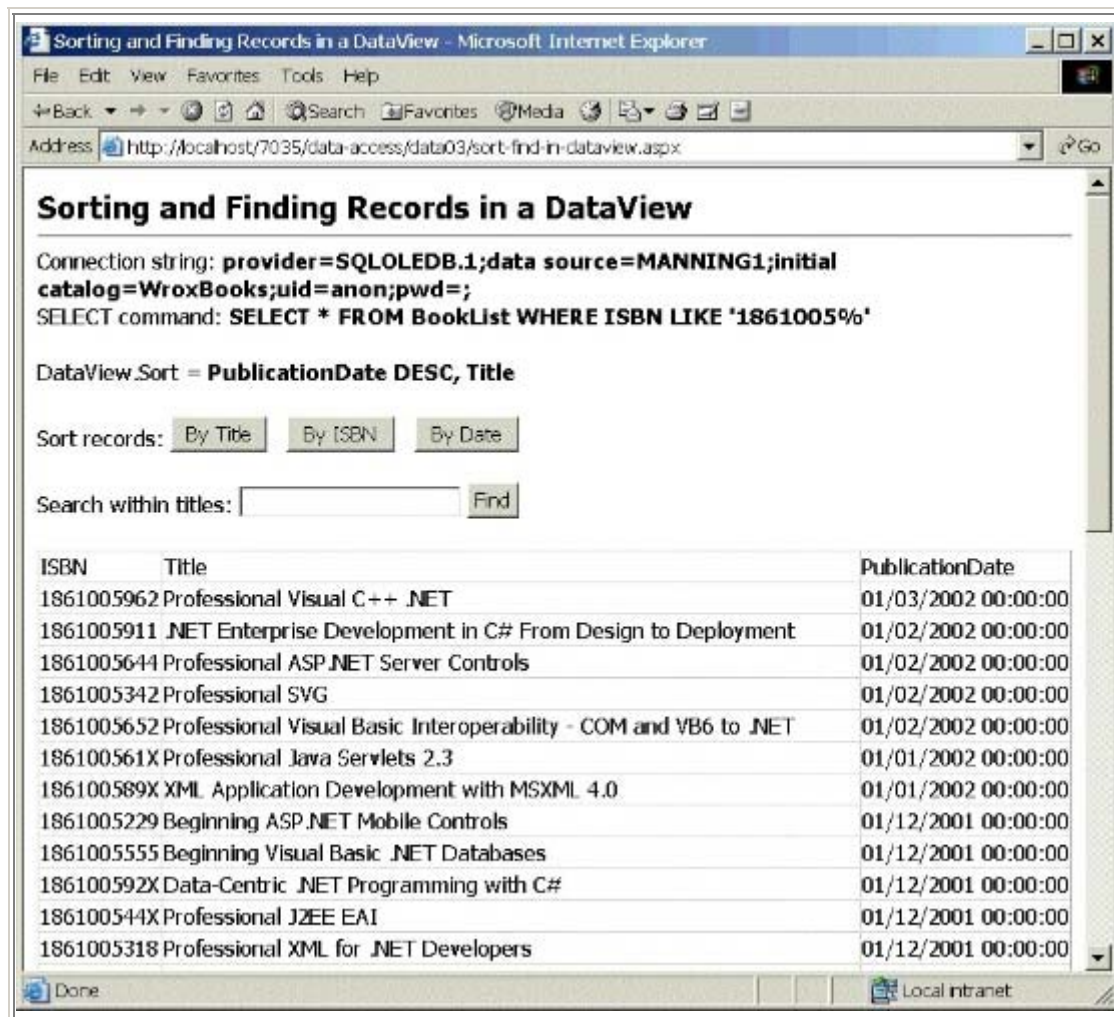 Sorting and Finding Records in a DataView - Microsoft Internet Explorer
File Edit View Favorites Tools Help
Back Search Favorites Media
Address http://localhost/7035/data-access/data03/sort-find-in-dataview.aspx Go
Sorting and Finding Records in a DataView
Connection string: provider=SQLOLEDB.1;data source=MANNING1;initial
catalog=WroxBooks;uid=anon;pwd=;
SELECT command: SELECT * FROM BookList WHERE ISBN LIKE '1861005%'
DataView.Sort = PublicationDate DESC, Title
Sort records: By Title By ISBN By Date
Search within titles: Find
ISBN Title PublicationDate
1861005962 Professional Visual C++ .NET 01/03/2002 00:00:00
1861005911 .NET Enterprise Development in C# From Design to Deployment 01/02/2002 00:00:00
1861005644 Professional ASP.NET Server Controls 01/02/2002 00:00:00
1861005342 Professional SVG 01/02/2002 00:00:00
1861005652 Professional Visual Basic Interoperability - COM and VB6 to .NET 01/02/2002 00:00:00
186100561X Professional Java Servlets 2.3 01/01/2002 00:00:00
186100589X XML Application Development with MSXML 4.0 01/01/2002 00:00:00
1861005229 Beginning ASP.NET Mobile Controls 01/12/2001 00:00:00
1861005555 Beginning Visual Basic .NET Databases 01/12/2001 00:00:00
186100592X Data-Centric .NET Programming with C# 01/12/2001 00:00:00
186100544X Professional J2EE EAI 01/12/2001 00:00:00
1861005318 Professional XML for .NET Developers 01/12/2001 00:00:00
Done Local intranet